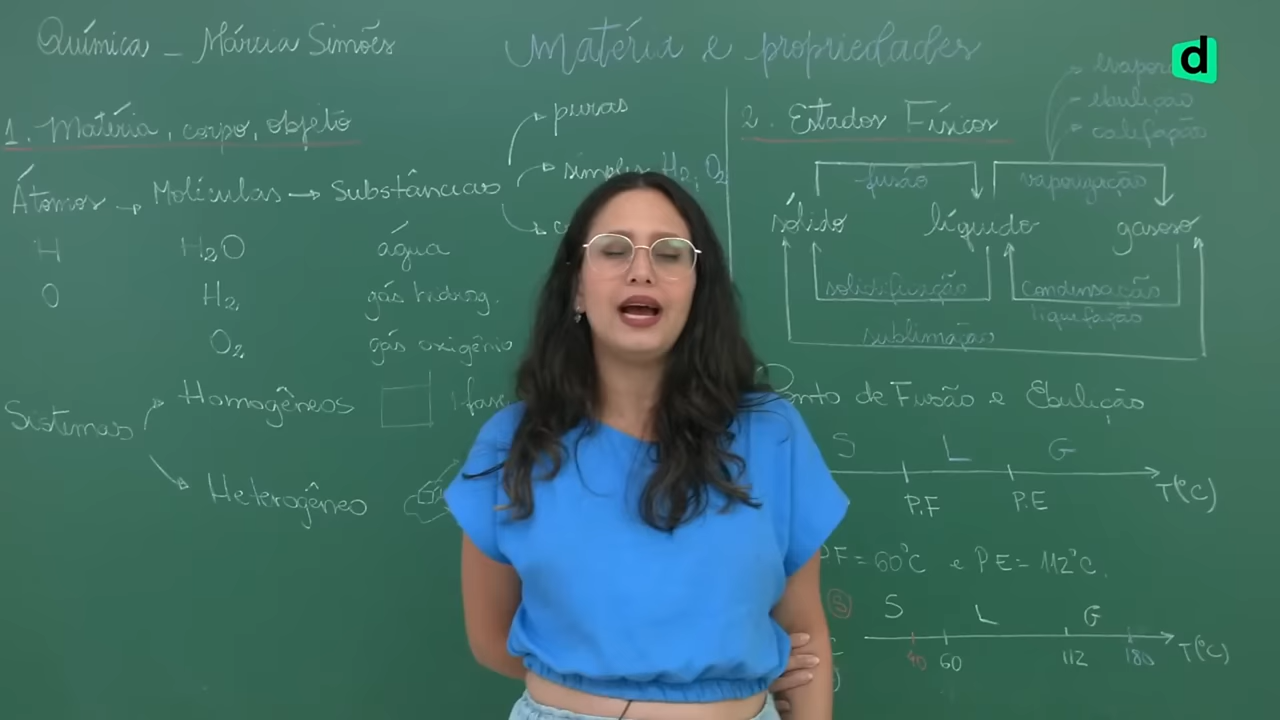 Química - Márcia Simões
Matéria e propriedades
d
1. Matéria, corpo, objeto
Átomos → Moléculas → Substâncias
puras
simples H2, O2
H H2O água
O H2 gás hidrog.
O2 gás oxigênio
Sistemas
Homogêneos 1 fase
Heterogêneo
2. Estados Físicos
ebulição
calefação
fusão vaporização
sólido líquido gasoso
solidificação condensação
liquefação
sublimação
Ponto de Fusão e Ebulição
S L G
P.F P.E T(°C)
PF = 60°C e PE = 112°C.
S L G
40 60 112 180 T(°C)